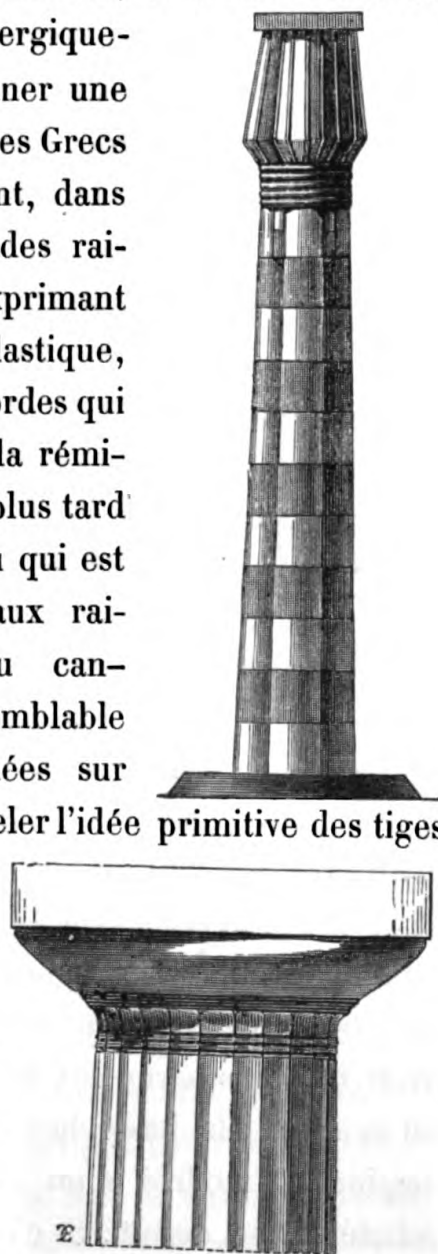 ergique-
ner une
es Grecs
nt, dans
des rai-
xprimant
lastique,
ordes qui
la rémi-
plus tard
qui est
aux rai-
u can-
mblable
ées sur
eler l'idée primitive des tiges